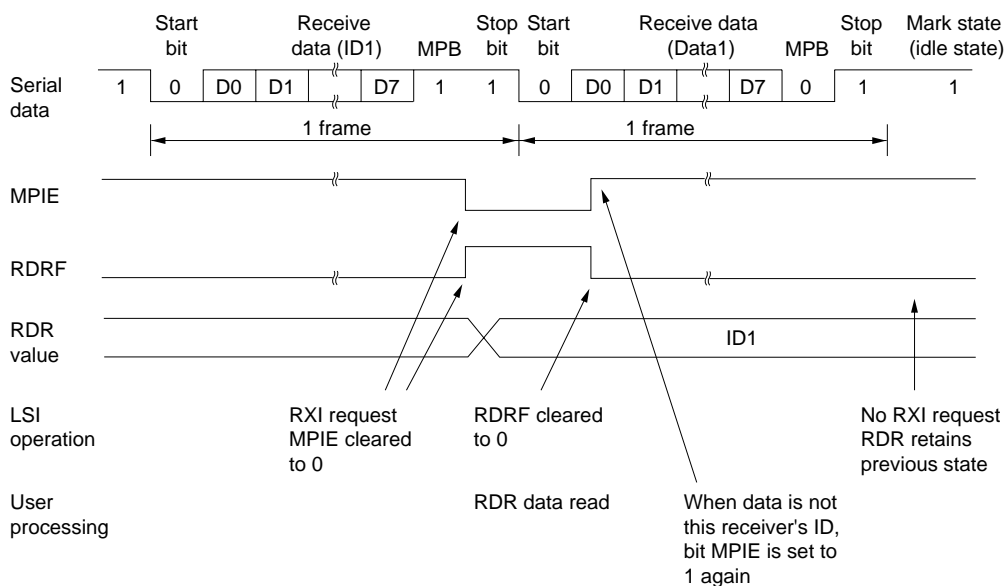 Start bit
Receive data (ID1)
MPB
Stop bit
Start bit
Receive data (Data1)
MPB
Stop bit
Mark state (idle state)
Serial data
1 0 D0 D1 D7 1 1 0 D0 D1 D7 0 1 1
1 frame
1 frame
MPIE
RDRF
RDR value
ID1
LSI operation
RXI request
MPIE cleared
to 0
RDRF cleared
to 0
No RXI request
RDR retains
previous state
User processing
RDR data read
When data is not
this receiver's ID,
bit MPIE is set to
1 again